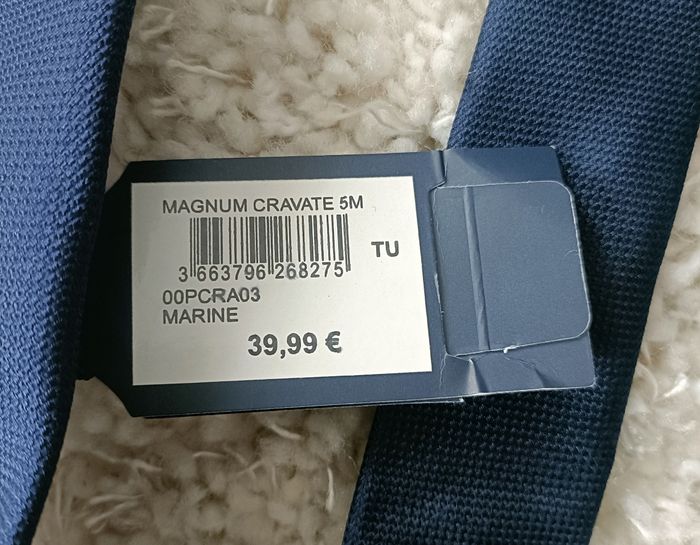 MAGNUM CRAVATE 5M
TU
3 663796 268275
00PCRA03
MARINE
39,99 €